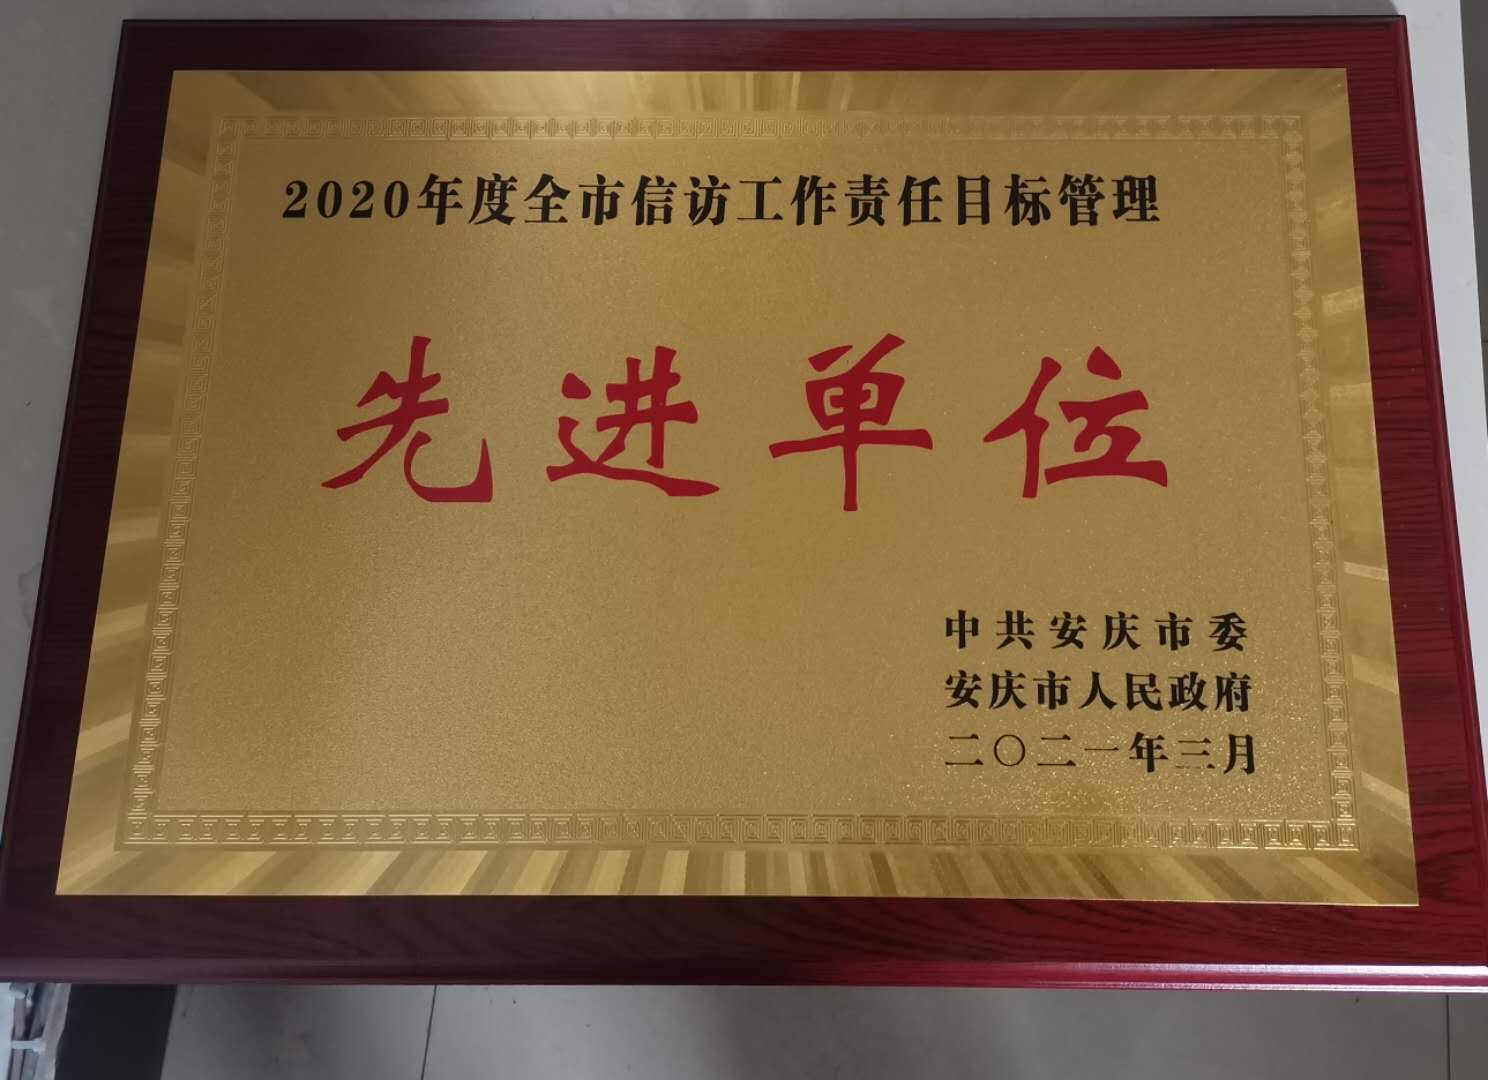 2020年度全市信访工作责任目标管理
先进单位
中共安庆市委
安庆市人民政府
二〇二一年三月